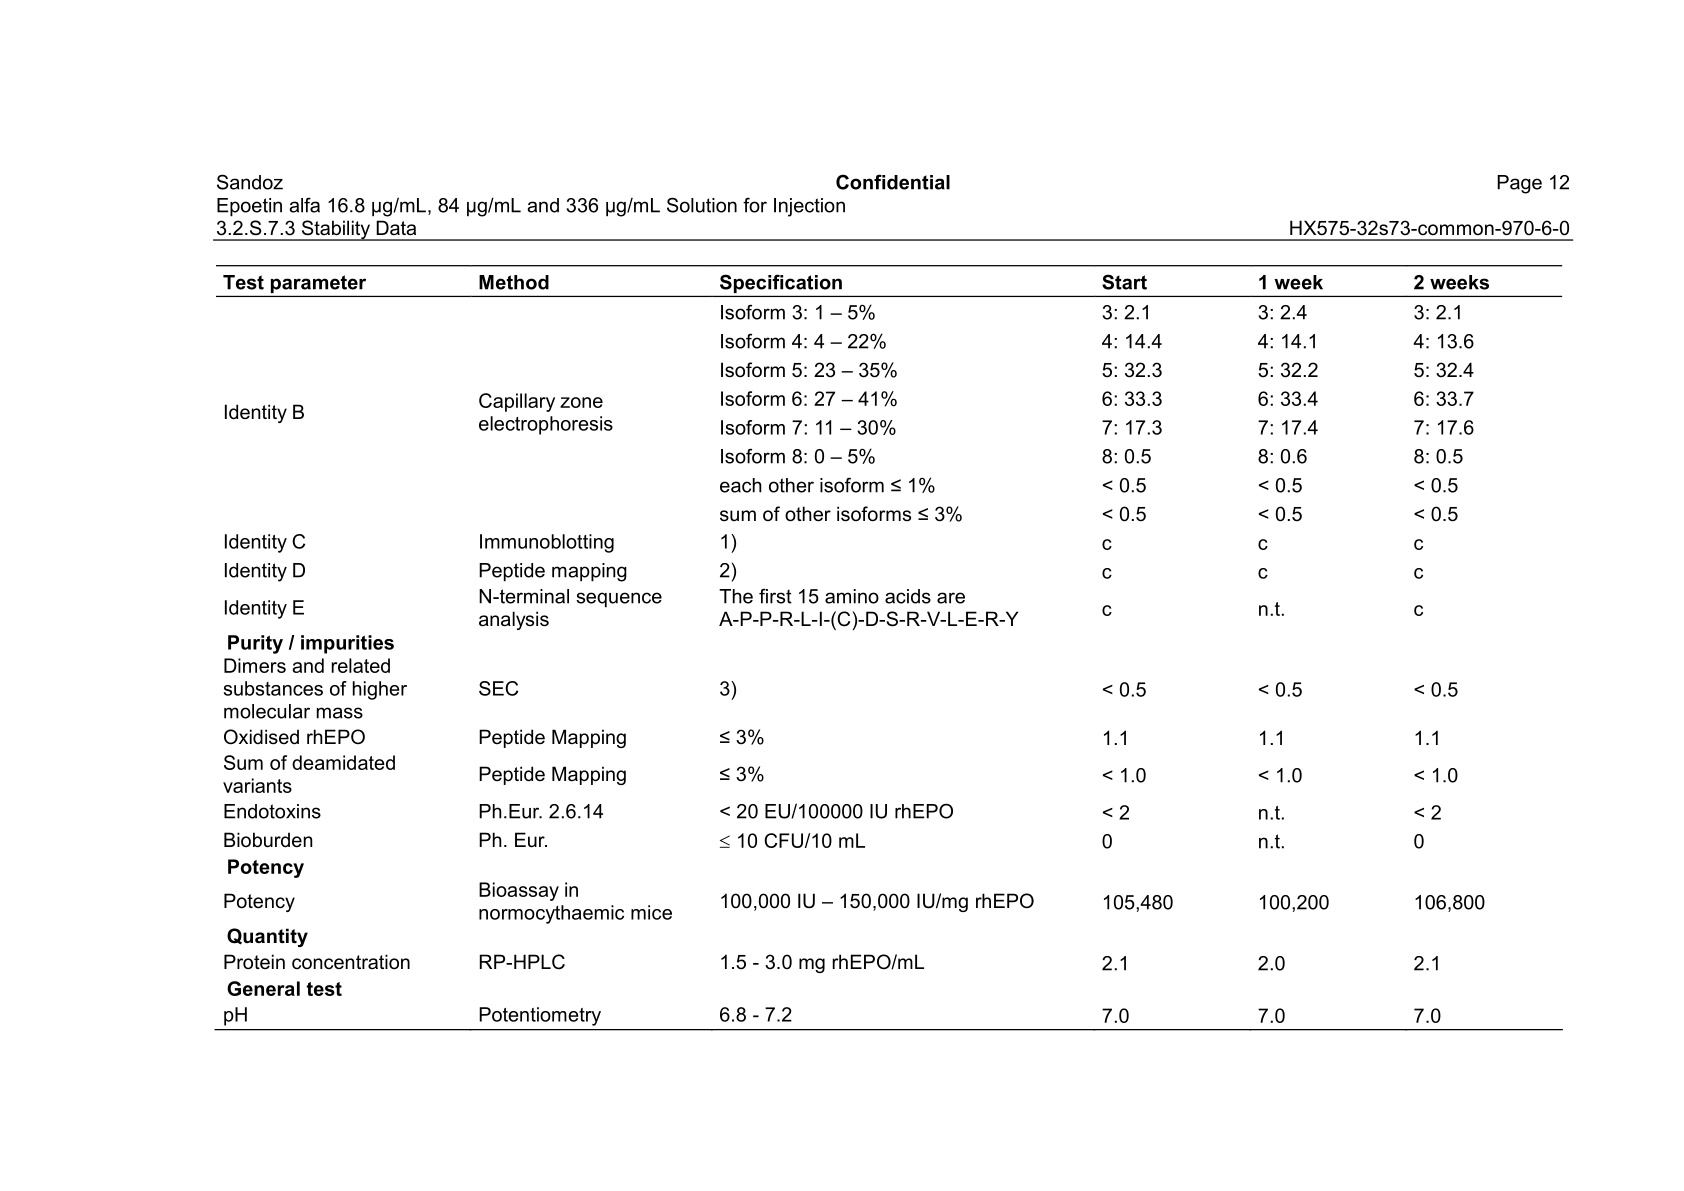 Sandoz Confidential Page 12
Epoetin alfa 16.8 µg/mL, 84 µg/mL and 336 µg/mL Solution for Injection
3.2.S.7.3 Stability Data HX575-32s73-common-970-6-0
Test parameter Method Specification Start 1 week 2 weeks
Isoform 3: 1 – 5% 3: 2.1 3: 2.4 3: 2.1
Isoform 4: 4 – 22% 4: 14.4 4: 14.1 4: 13.6
Isoform 5: 23 – 35% 5: 32.3 5: 32.2 5: 32.4
Identity B
Capillary zone
electrophoresis
Isoform 6: 27 – 41% 6: 33.3 6: 33.4 6: 33.7
Isoform 7: 11 – 30% 7: 17.3 7: 17.4 7: 17.6
Isoform 8: 0 – 5% 8: 0.5 8: 0.6 8: 0.5
each other isoform ≤ 1% < 0.5 < 0.5 < 0.5
sum of other isoforms ≤ 3% < 0.5 < 0.5 < 0.5
Identity C Immunoblotting 1) c c c
Identity D Peptide mapping 2) c c c
Identity E
N-terminal sequence
analysis
The first 15 amino acids are
A-P-P-R-L-I-(C)-D-S-R-V-L-E-R-Y
c n.t. c
Purity / impurities
Dimers and related
substances of higher
molecular mass
SEC 3) < 0.5 < 0.5 < 0.5
Oxidised rhEPO Peptide Mapping ≤ 3% 1.1 1.1 1.1
Sum of deamidated
variants
Peptide Mapping ≤ 3% < 1.0 < 1.0 < 1.0
Endotoxins Ph.Eur. 2.6.14 < 20 EU/100000 IU rhEPO < 2 n.t. < 2
Bioburden Ph. Eur. ≤ 10 CFU/10 mL 0 n.t. 0
Potency
Potency
Bioassay in
normocythaemic mice
100,000 IU – 150,000 IU/mg rhEPO 105,480 100,200 106,800
Quantity
Protein concentration RP-HPLC 1.5 - 3.0 mg rhEPO/mL 2.1 2.0 2.1
General test
pH Potentiometry 6.8 - 7.2 7.0 7.0 7.0